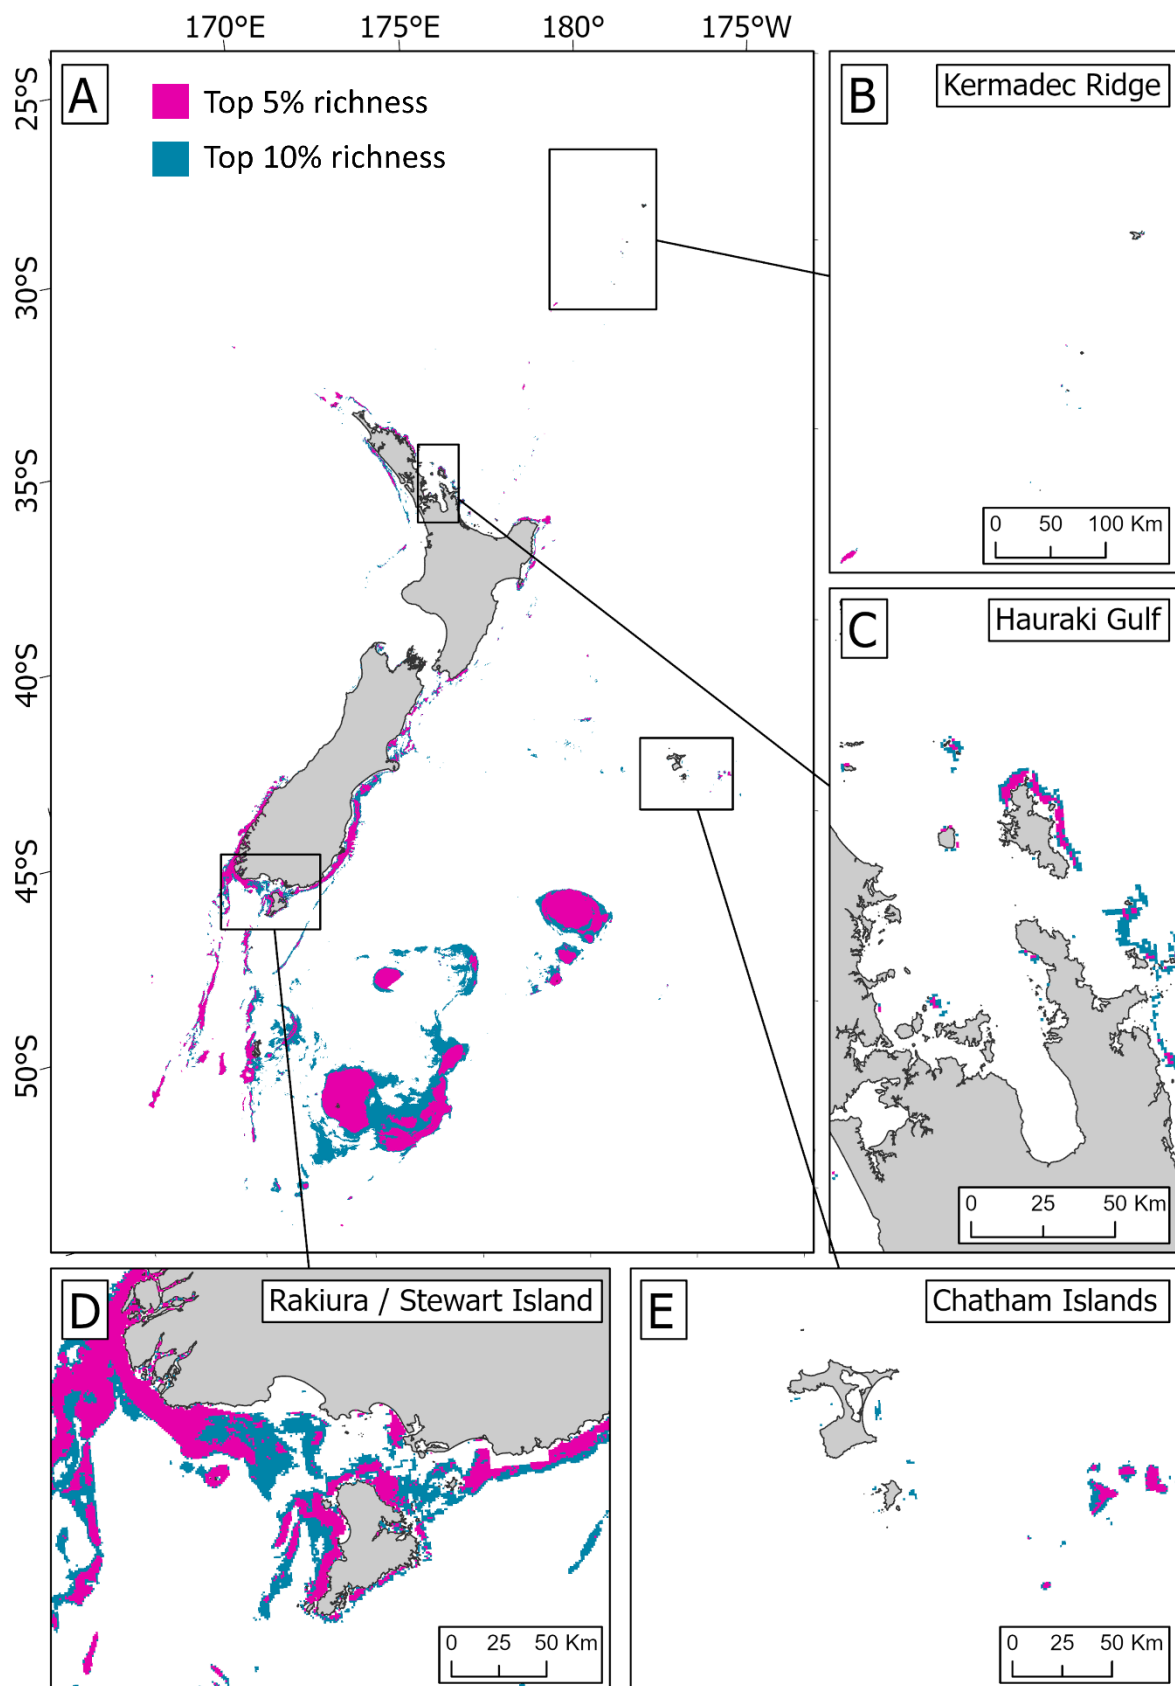 170°E 175°E 180° 175°W
25°S
30°S
35°S
40°S
45°S
50°S
A
Top 5% richness
Top 10% richness
B
Kermadec Ridge
0 50 100 Km
C
Hauraki Gulf
0 25 50 Km
D
Rakiura / Stewart Island
0 25 50 Km
E
Chatham Islands
0 25 50 Km